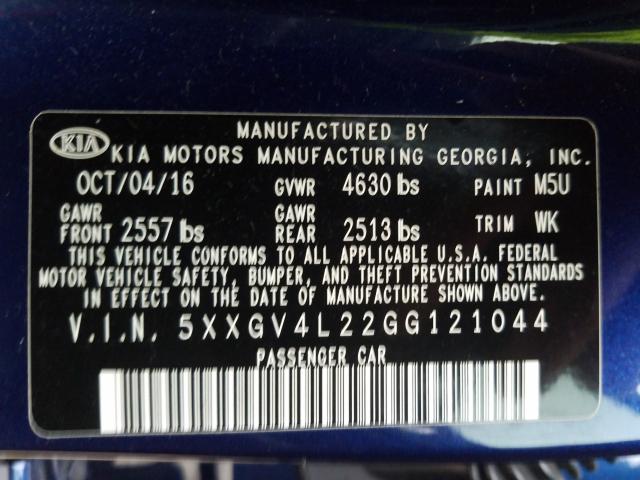 MANUFACTURED BY
KIA KIA MOTORS MANUFACTURING GEORGIA, INC.
OCT/04/16 GVWR 4630 lbs PAINT M5U
GAWR FRONT 2557 lbs GAWR REAR 2513 lbs TRIM WK
THIS VEHICLE CONFORMS TO ALL APPLICABLE U.S.A. FEDERAL
MOTOR VEHICLE SAFETY, BUMPER, AND THEFT PREVENTION STANDARDS
IN EFFECT ON THE DATE OF MANUFACTURE SHOWN ABOVE.
V.I.N. 5XXGV4L22GG121044
PASSENGER CAR